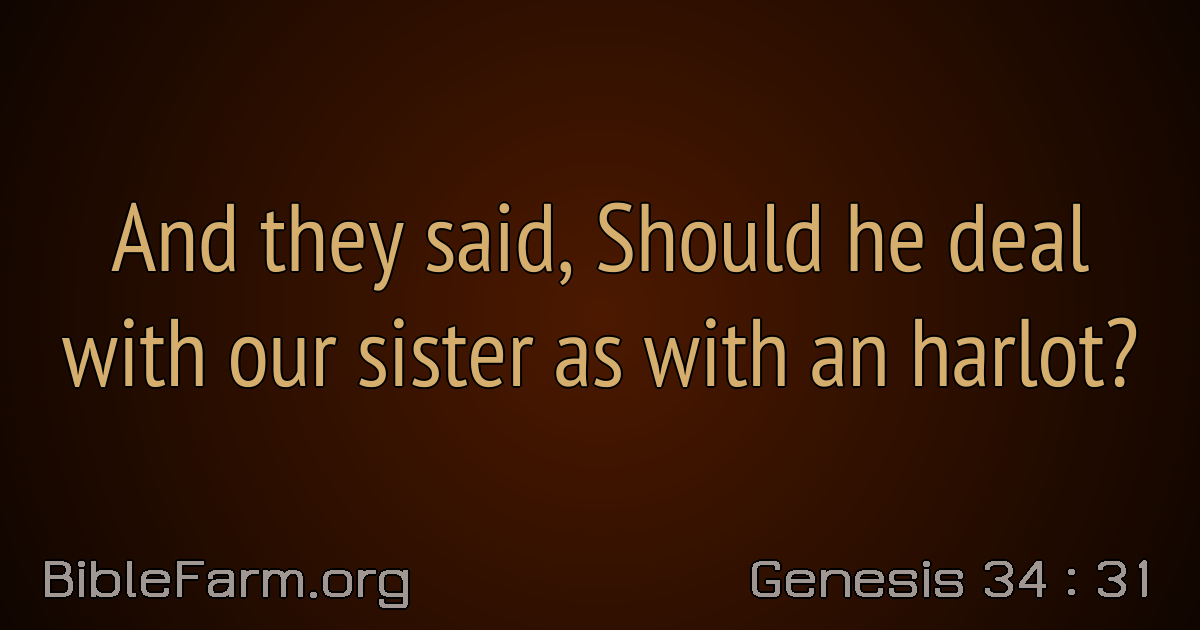 And they said, Should he deal
with our sister as with an harlot?
BibleFarm.org
Genesis 34 : 31